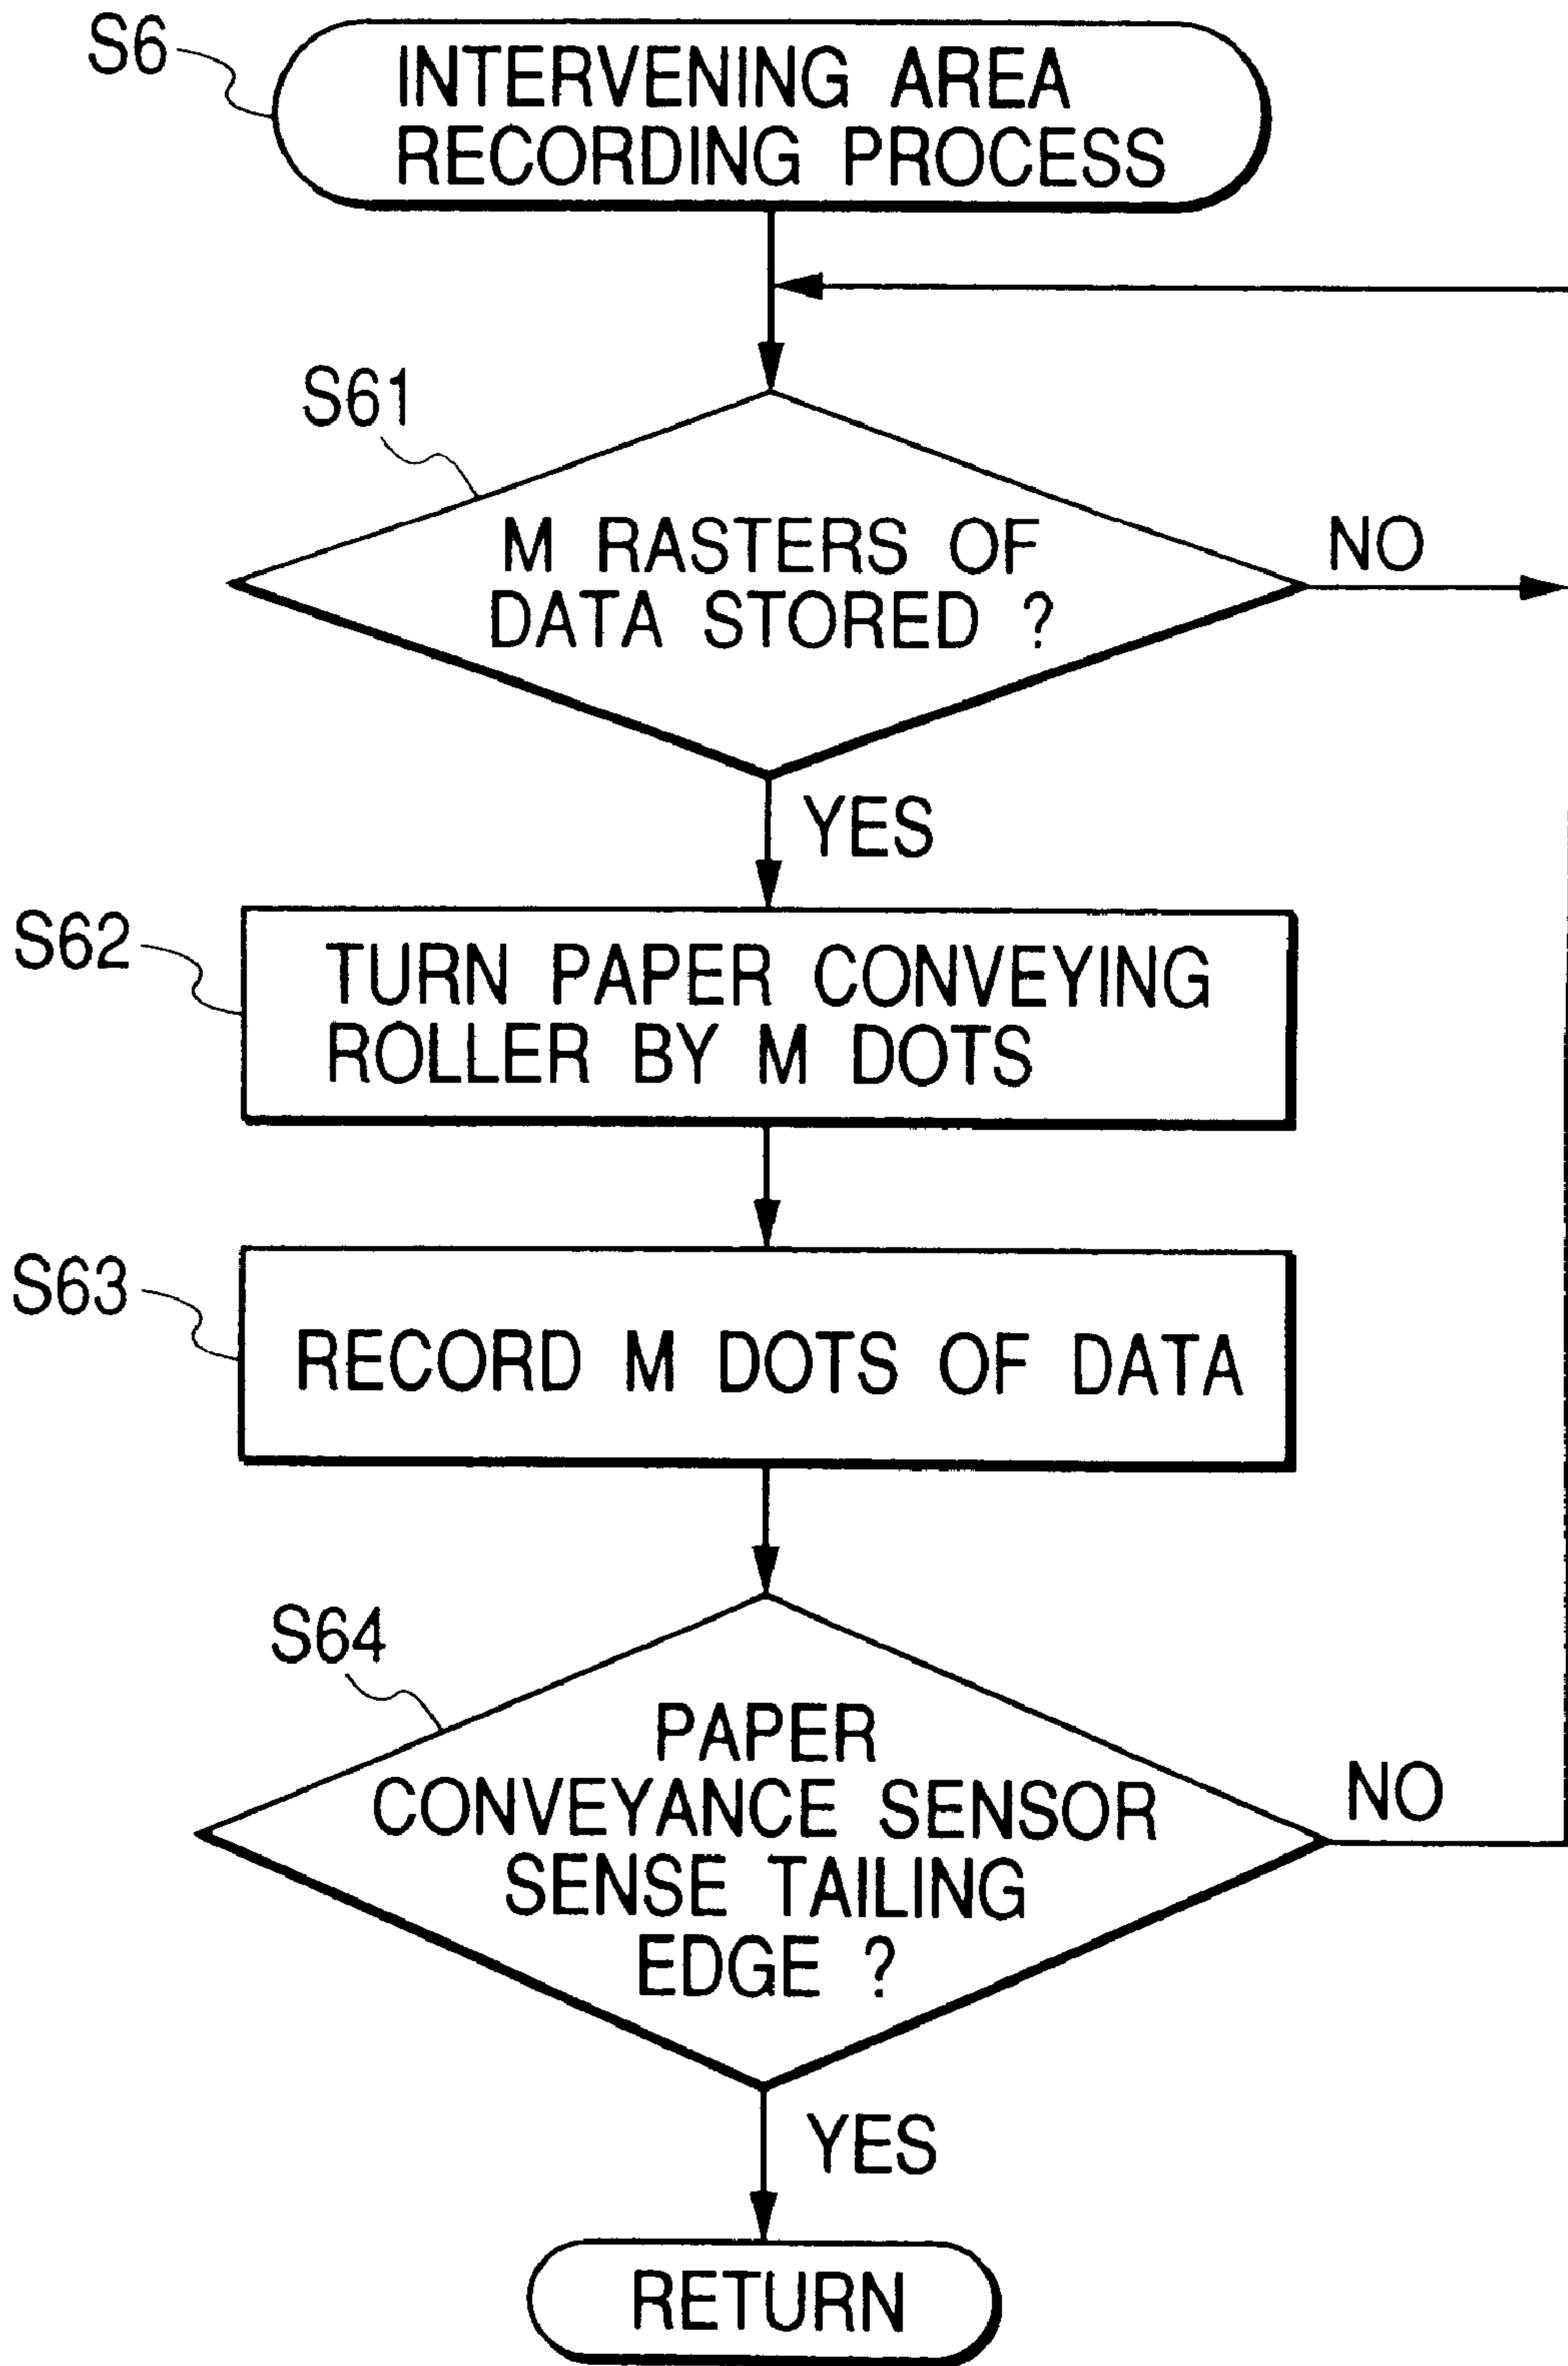 S6
INTERVENING AREA
RECORDING PROCESS
S61
M RASTERS OF
DATA STORED ?
NO
YES
S62
TURN PAPER CONVEYING
ROLLER BY M DOTS
S63
RECORD M DOTS OF DATA
S64
PAPER
CONVEYANCE SENSOR
SENSE TAILING
EDGE ?
NO
YES
RETURN